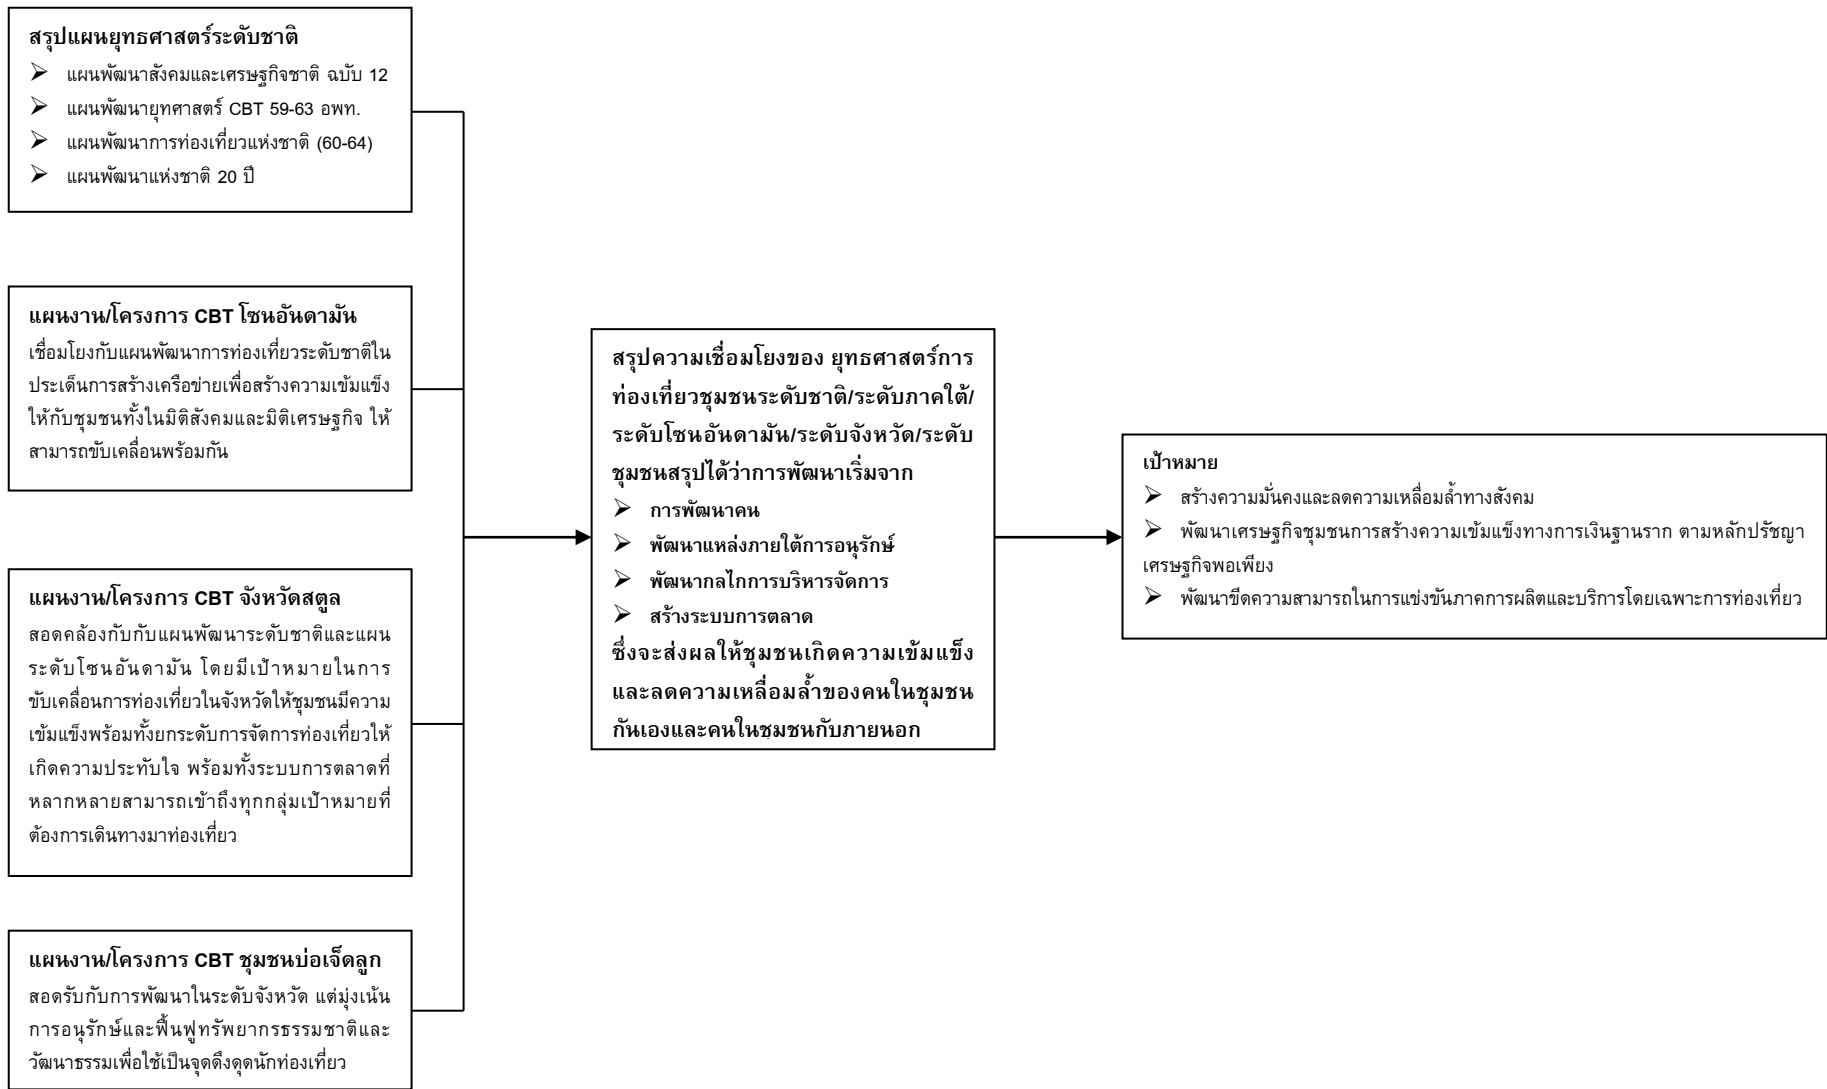 สรุปแผนยุทธศาสตร์ระดับชาติ
➢ แผนพัฒนาสังคมและเศรษฐกิจชาติ ฉบับ 12
➢ แผนพัฒนายุทศาสตร์ CBT 59-63 อพท.
➢ แผนพัฒนาการท่องเที่ยวแห่งชาติ (60-64)
➢ แผนพัฒนาแห่งชาติ 20 ปี
แผนงาน/โครงการ CBT โซนอันดามัน
เชื่อมโยงกับแผนพัฒนาการท่องเที่ยวระดับชาติใน
ประเด็นการสร้างเครือข่ายเพื่อสร้างความเข้มแข็ง
ให้กับชุมชนทั้งในมิติสังคมและมิติเศรษฐกิจ ให้
สามารถขับเคลื่อนพร้อมกัน
แผนงาน/โครงการ CBT จังหวัดสตูล
สอดคล้องกับกับแผนพัฒนาระดับชาติและแผน
ระดับโซนอันดามัน โดยมีเป้าหมายในการ
ขับเคลื่อนการท่องเที่ยวในจังหวัดให้ชุมชนมีความ
เข้มแข็งพร้อมทั้งยกระดับการจัดการท่องเที่ยวให้
เกิดความประทับใจ พร้อมทั้งระบบการตลาดที่
หลากหลายสามารถเข้าถึงทุกกลุ่มเป้าหมายที่
ต้องการเดินทางมาท่องเที่ยว
แผนงาน/โครงการ CBT ชุมชนบ่อเจ็ดลูก
สอดรับกับการพัฒนาในระดับจังหวัด แต่มุ่งเน้น
การอนุรักษ์และฟื้นฟูทรัพยากรธรรมชาติและ
วัฒนาธรรมเพื่อใช้เป็นจุดดึงดูดนักท่องเที่ยว
สรุปความเชื่อมโยงของ ยุทธศาสตร์การ
ท่องเที่ยวชุมชนระดับชาติ/ระดับภาคใต้/
ระดับโซนอันดามัน/ระดับจังหวัด/ระดับ
ชุมชนสรุปได้ว่าการพัฒนาเริ่มจาก
➢ การพัฒนาคน
➢ พัฒนาแหล่งภายใต้การอนุรักษ์
➢ พัฒนากลไกการบริหารจัดการ
➢ สร้างระบบการตลาด
ซึ่งจะส่งผลให้ชุมชนเกิดความเข้มแข็ง
และลดความเหลื่อมล้ำของคนในชุมชน
กันเองและคนในชุมชนกับภายนอก
เป้าหมาย
➢ สร้างความมั่นคงและลดความเหลื่อมล้ำทางสังคม
➢ พัฒนาเศรษฐกิจชุมชนการสร้างความเข้มแข็งทางการเงินฐานราก ตามหลักปรัชญา
เศรษฐกิจพอเพียง
➢ พัฒนาขีดความสามารถในการแข่งขันภาคการผลิตและบริการโดยเฉพาะการท่องเที่ยว